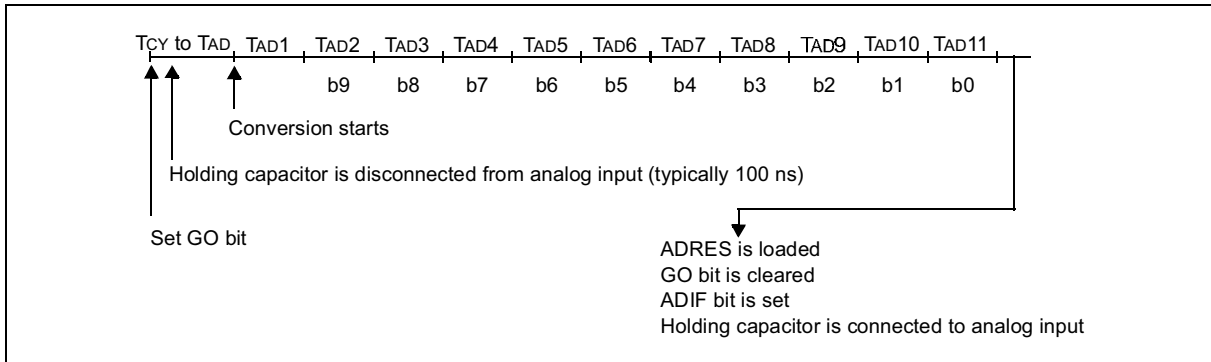 TCY to TAD TAD1 TAD2 TAD3 TAD4 TAD5 TAD6 TAD7 TAD8 TAD9 TAD10 TAD11
b9 b8 b7 b6 b5 b4 b3 b2 b1 b0
Conversion starts
Holding capacitor is disconnected from analog input (typically 100 ns)
Set GO bit
ADRES is loaded
GO bit is cleared
ADIF bit is set
Holding capacitor is connected to analog input